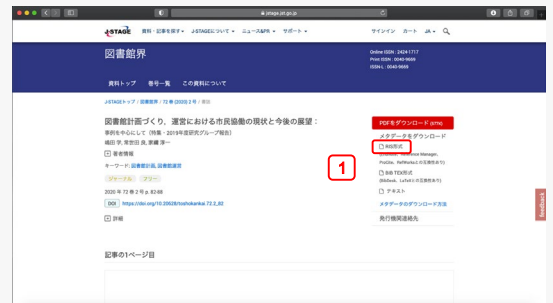 jstage.jst.go.jp
J-STAGE 資料・記事を探す J-STAGEについて ニュース&PR サポート サインイン カート JA
図書館界
Online ISSN : 2424-1717
Print ISSN : 0040-9669
ISSN-L : 0040-9669
資料トップ 巻号一覧 この資料について
J-STAGEトップ / 図書館界 / 72 巻 (2020) 2 号 / 書誌
図書館計画づくり，運営における市民協働の現状と今後の展望：
事例を中心にして（特集・2019年度研究グループ報告）
嶋田 学, 常世田 良, 家禰 淳一
著者情報
キーワード: 図書館計画, 図書館運営
ジャーナル フリー
2020 年 72 巻 2 号 p. 82-88
DOI https://doi.org/10.20628/toshokankai.72.2_82
詳細
記事の1ページ目
1
PDFをダウンロード (877K)
メタデータをダウンロード
RIS形式
(EndNote, Reference Manager,
ProCite, RefWorksとの互換性あり)
BIB TEX形式
(BibDesk, LaTeXとの互換性あり)
テキスト
メタデータのダウンロード方法
発行機関連絡先
feedback